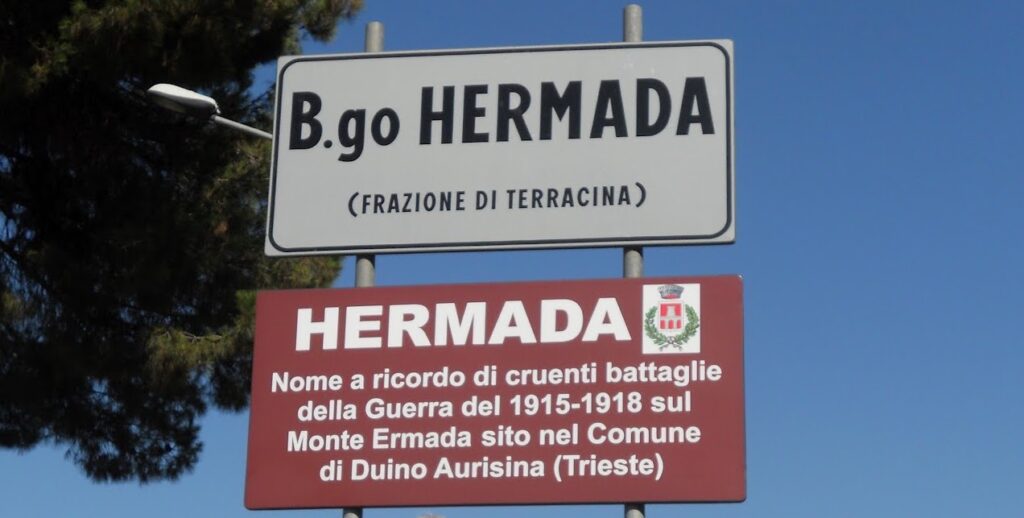 B.go HERMADA
(FRAZIONE DI TERRACINA)
HERMADA
Nome a ricordo di cruenti battaglie
della Guerra del 1915-1918 sul
Monte Ermada sito nel Comune
di Duino Aurisina (Trieste)